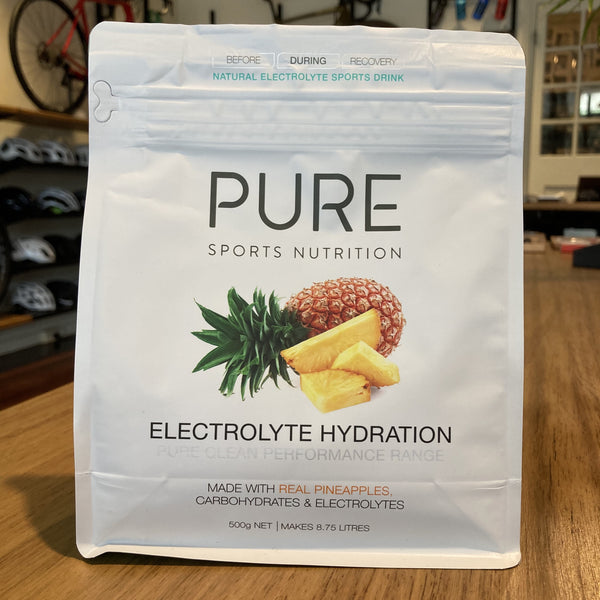 BEFORE DURING RECOVERY
NATURAL ELECTROLYTE SPORTS DRINK
PURE
SPORTS NUTRITION
ELECTROLYTE HYDRATION
PURE CLEAN PERFORMANCE RANGE
MADE WITH REAL PINEAPPLES,
CARBOHYDRATES & ELECTROLYTES
500g NET | MAKES 8.75 LITRES